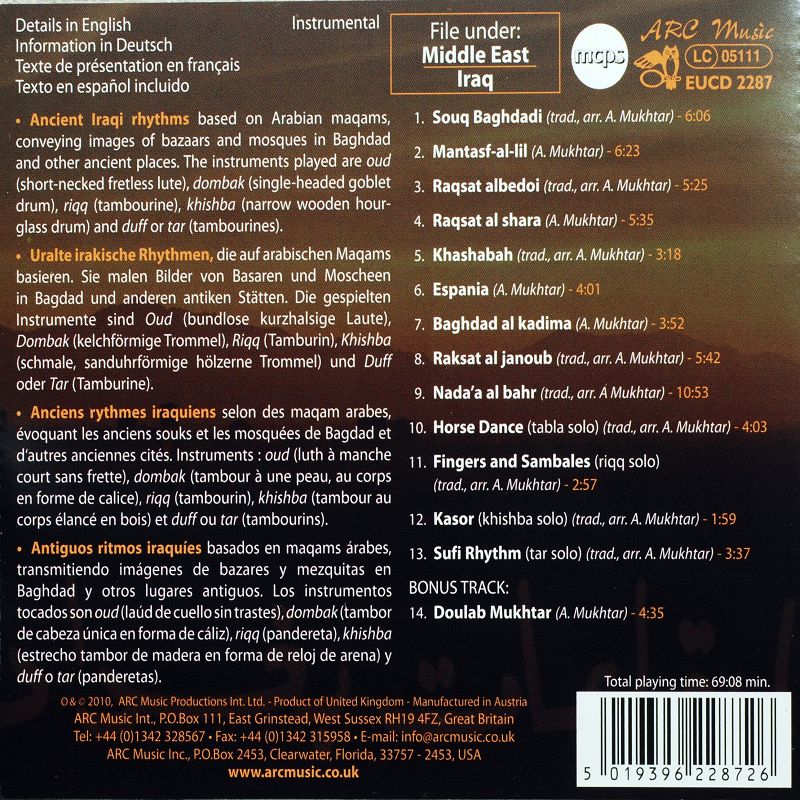 Details in English
Information in Deutsch
Texte de présentation en français
Texto en español incluido
Instrumental
File under:
Middle East
Iraq
mcps
ARC Music
LC 05111
EUCD 2287
• Ancient Iraqi rhythms based on Arabian maqams,
conveying images of bazaars and mosques in Baghdad
and other ancient places. The instruments played are oud
(short-necked fretless lute), dombak (single-headed goblet
drum), riqq (tambourine), khishba (narrow wooden hour-
glass drum) and duff or tar (tambourines).
• Uralte irakische Rhythmen, die auf arabischen Maqams
basieren. Sie malen Bilder von Basaren und Moscheen
in Bagdad und anderen antiken Stätten. Die gespielten
Instrumente sind Oud (bundlose kurzhalsige Laute),
Dombak (kelchförmige Trommel), Riqq (Tamburin), Khishba
(schmale, sanduhrförmige hölzerne Trommel) und Duff
oder Tar (Tamburine).
• Anciens rythmes iraquiens selon des maqam arabes,
évoquant les anciens souks et les mosquées de Bagdad et
d'autres anciennes cités. Instruments : oud (luth à manche
court sans frette), dombak (tambour à une peau, au corps
en forme de calice), riqq (tambourin), khishba (tambour au
corps élancé en bois) et duff ou tar (tambourins).
• Antiguos ritmos iraquíes basados en maqams árabes,
transmitiendo imágenes de bazares y mezquitas en
Baghdad y otros lugares antiguos. Los instrumentos
tocados son oud (laúd de cuello sin trastes), dombak (tambor
de cabeza única en forma de cáliz), riqq (pandereta), khishba
(estrecho tambor de madera en forma de reloj de arena) y
duff o tar (panderetas).
1. Souq Baghdadi (trad., arr. A. Mukhtar) - 6:06
2. Mantasf-al-lil (A. Mukhtar) - 6:23
3. Raqsat albedoi (trad., arr. A. Mukhtar) - 5:25
4. Raqsat al shara (A. Mukhtar) - 5:35
5. Khashabah (trad., arr. A. Mukhtar) - 3:18
6. Espania (A. Mukhtar) - 4:01
7. Baghdad al kadima (A. Mukhtar) - 3:52
8. Raksat al janoub (trad., arr. A. Mukhtar) - 5:42
9. Nada'a al bahr (trad., arr. A Mukhtar) - 10:53
10. Horse Dance (tabla solo) (trad., arr. A. Mukhtar) - 4:03
11. Fingers and Sambales (riqq solo)
(trad., arr. A. Mukhtar) - 2:57
12. Kasor (khishba solo) (trad., arr. A. Mukhtar) - 1:59
13. Sufi Rhythm (tar solo) (trad., arr. A. Mukhtar) - 3:37
BONUS TRACK:
14. Doulab Mukhtar (A. Mukhtar) - 4:35
Total playing time: 69:08 min.
℗ & © 2010, ARC Music Productions Int. Ltd. - Product of United Kingdom - Manufactured in Austria
ARC Music Int., P.O.Box 111, East Grinstead, West Sussex RH19 4FZ, Great Britain
Tel: +44 (0)1342 328567 • Fax: +44 (0)1342 315958 • E-mail: info@arcmusic.co.uk
ARC Music Inc., P.O.Box 2453, Clearwater, Florida, 33757 - 2453, USA
www.arcmusic.co.uk
5 019396 228726